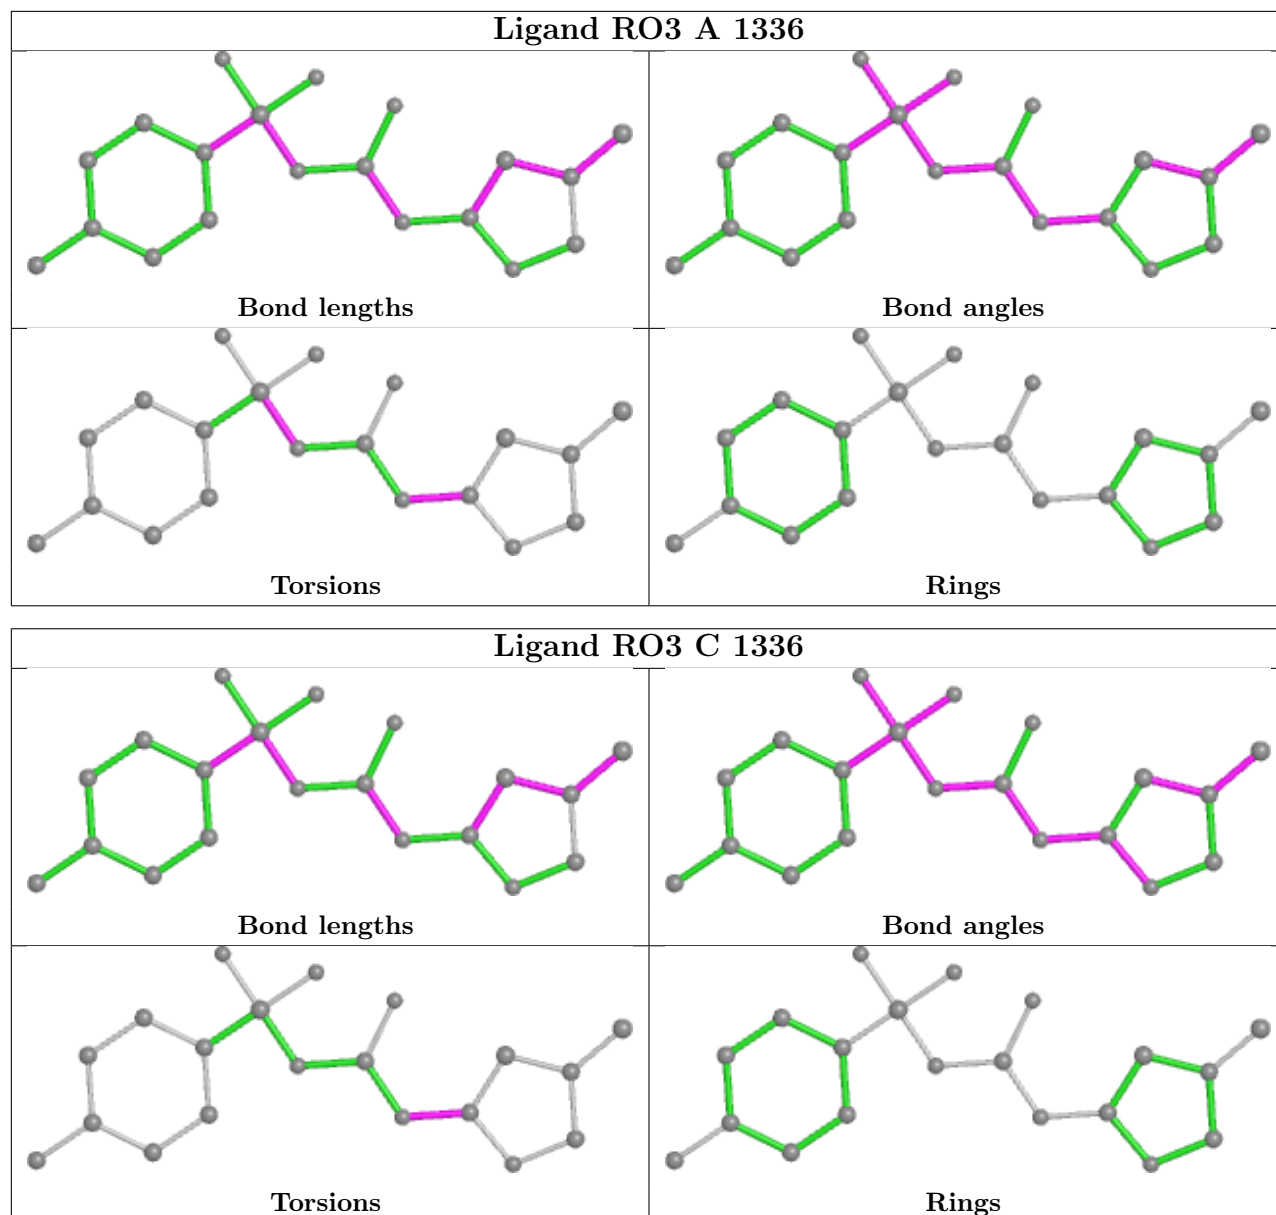 Ligand RO3 A 1336
Bond lengths
Bond angles
Torsions
Rings
Ligand RO3 C 1336
Bond lengths
Bond angles
Torsions
Rings